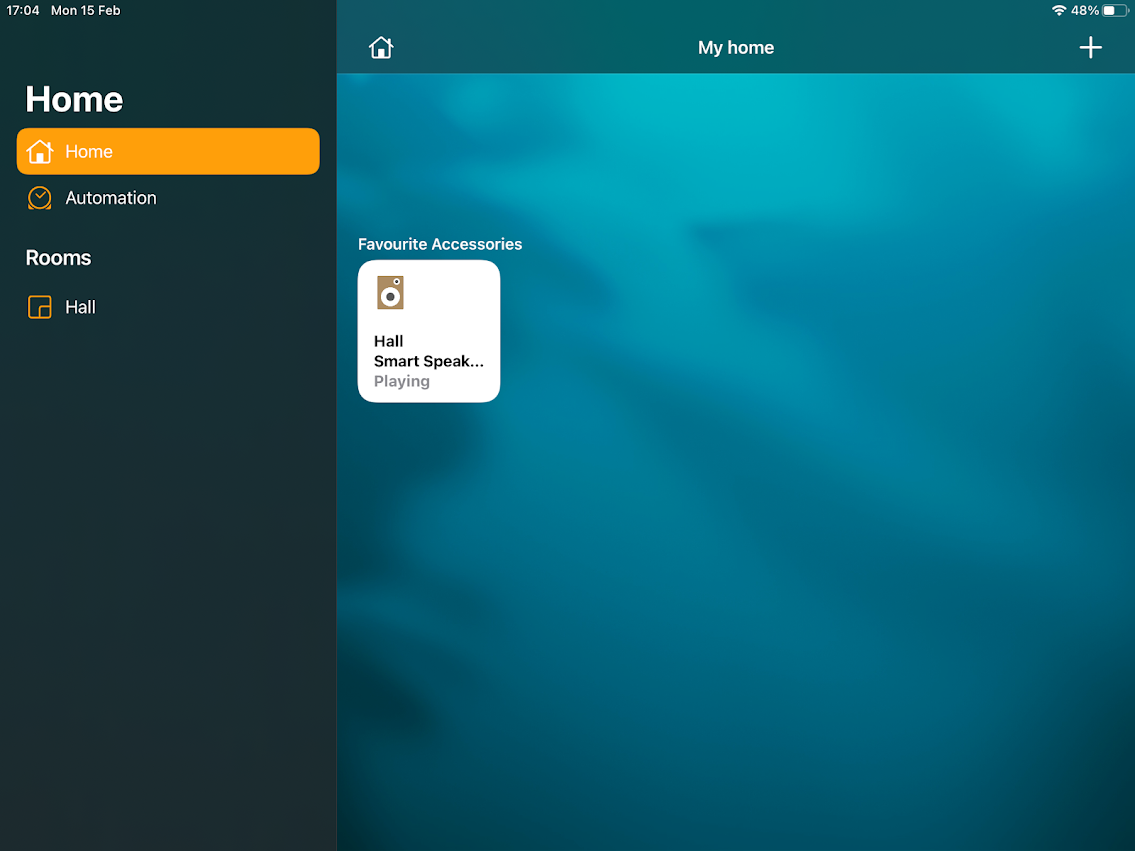 17:04 Mon 15 Feb
48%
Home
Home
Automation
Rooms
Hall
My home
Favourite Accessories
Hall
Smart Speak...
Playing